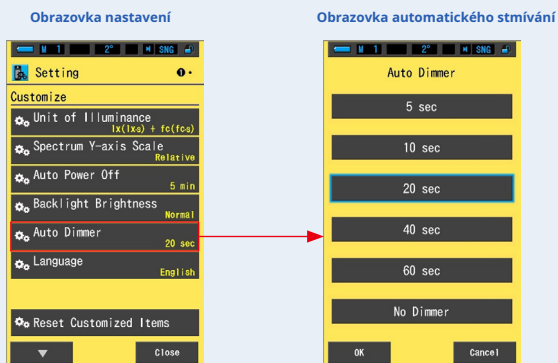 Obrazovka nastavení
M 1 2° SNG
Setting
Customize
Unit of Illuminance
lx(lx·s) + fc(fc·s)
Spectrum Y-axis Scale
Relative
Auto Power Off
5 min
Backlight Brightness
Normal
Auto Dimmer
20 sec
Language
English
Reset Customized Items
▼ Close
Obrazovka automatického stmívání
M 1 2° SNG
Auto Dimmer
5 sec
10 sec
20 sec
40 sec
60 sec
No Dimmer
OK Cancel